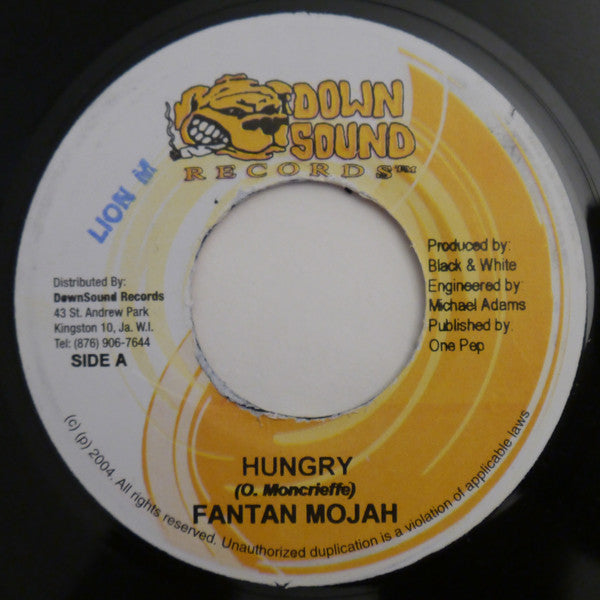 DOWN
SOUND
RECORDS™
LION M
Distributed By:
DownSound Records
43 St. Andrew Park
Kingston 10, Ja. W.I.
Tel: (876) 906-7644
SIDE A
Produced by:
Black & White
Engineered by
Michael Adams
Published by.
One Pep
HUNGRY
(O. Moncrieffe)
FANTAN MOJAH
(c) (p) 2004. All rights reserved. Unauthorized duplication is a violation of applicable laws